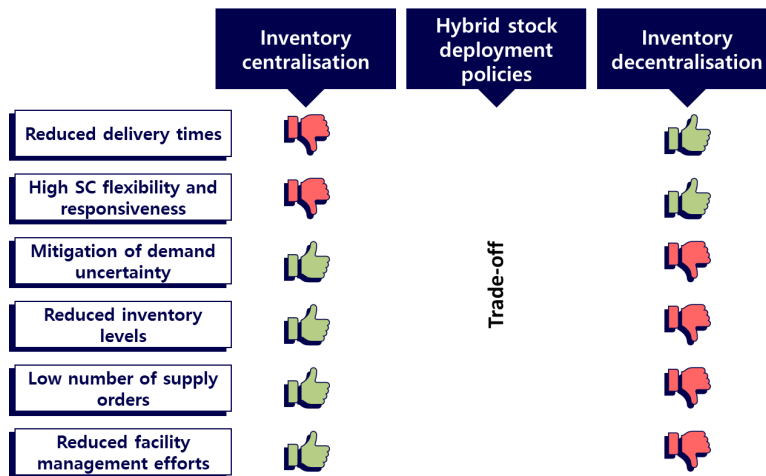 Inventory
centralisation
Hybrid stock
deployment
policies
Inventory
decentralisation
Reduced delivery times
High SC flexibility and
responsiveness
Mitigation of demand
uncertainty
Reduced inventory
levels
Low number of supply
orders
Reduced facility
management efforts
Trade-off